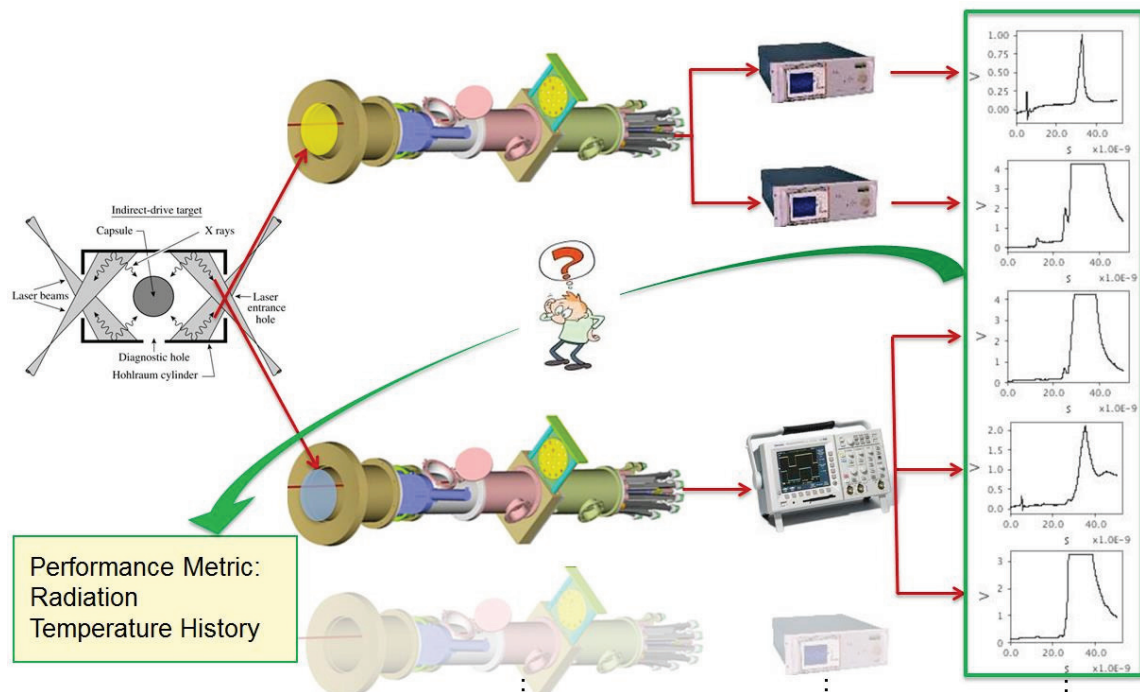 Indirect-drive target
Capsule
X rays
Laser beams
Laser
entrance
hole
Diagnostic hole
Hohlraum cylinder
?
Performance Metric:
Radiation
Temperature History
V
1.00
0.75
0.50
0.25
0.00
0.0 20.0 40.0
S x1.0E-9
V
4
3
2
1
0
0.0 20.0 40.0
S x1.0E-9
V
4
3
2
1
0
0.0 20.0 40.0
S x1.0E-9
V
2.0
1.5
1.0
0.5
0.0
0.0 20.0 40.0
S x1.0E-9
V
3
2
1
0.0 20.0 40.0
S x1.0E-9
⋮ ⋮ ⋮